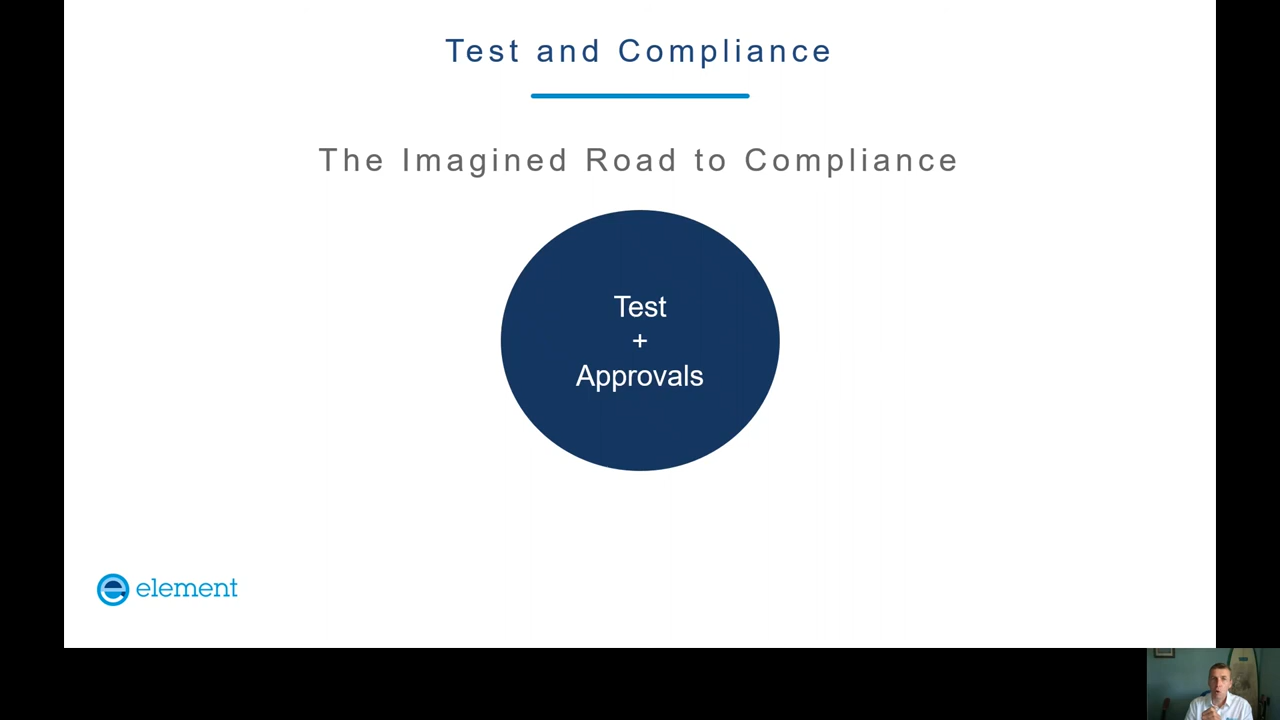 Test and Compliance
The Imagined Road to Compliance
Test
+
Approvals
element